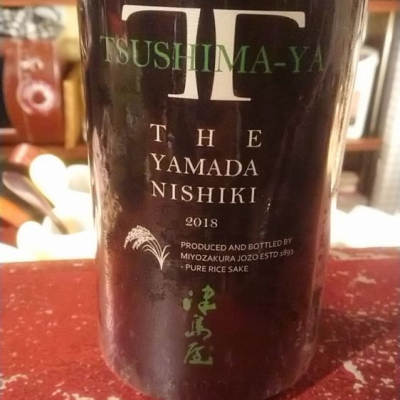 T
TSUSHIMA-YA
THE
YAMADA
NISHIKI
2018
PRODUCED AND BOTTLED BY
MIYOZAKURA JOZO ESTD 1893
- PURE RICE SAKE
津島屋